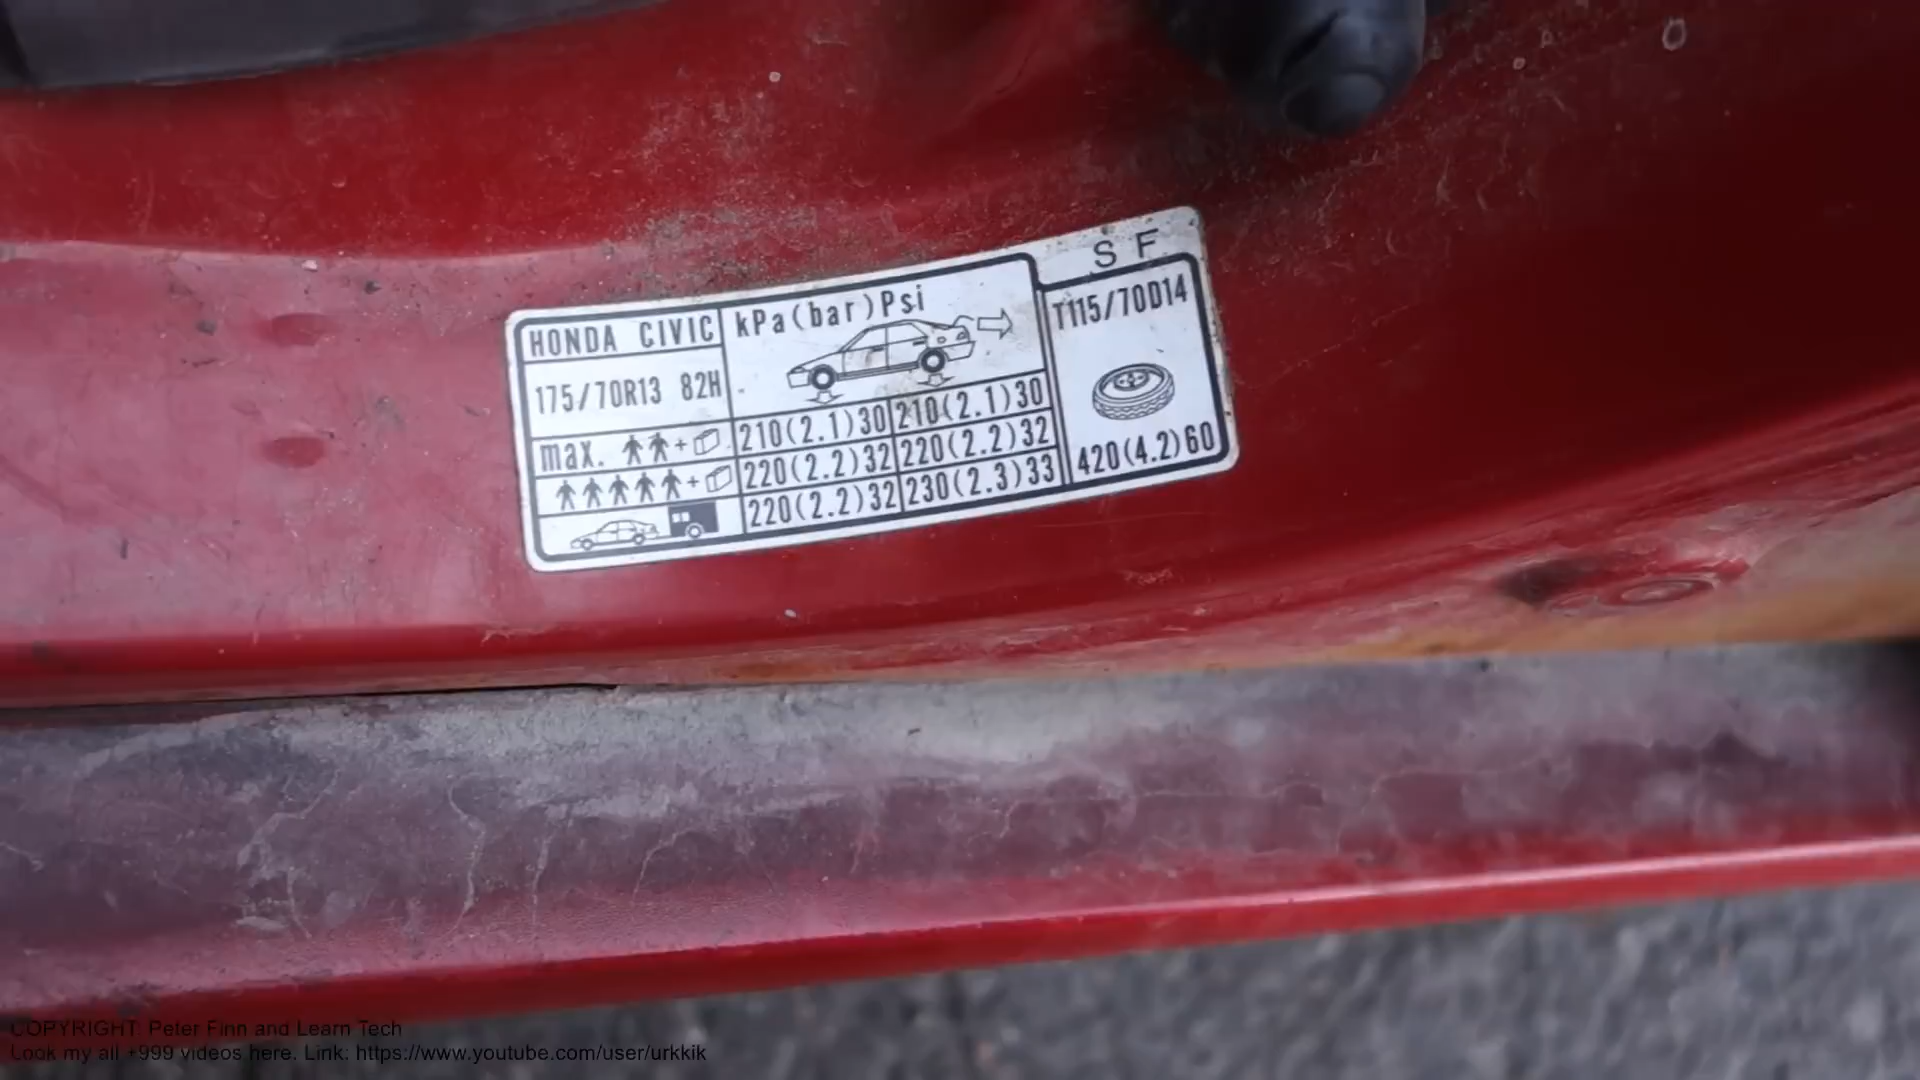 S F
HONDA CIVIC
kPa(bar)Psi
T115/70D14
175/70R13 82H
max. +
210(2.1)30 210(2.1)30
+
220(2.2)32 220(2.2)32
220(2.2)32 230(2.3)33
420(4.2)60
COPYRIGHT: Peter Finn and Learn Tech
Look my all +999 videos here. Link: https://www.youtube.com/user/urkkik